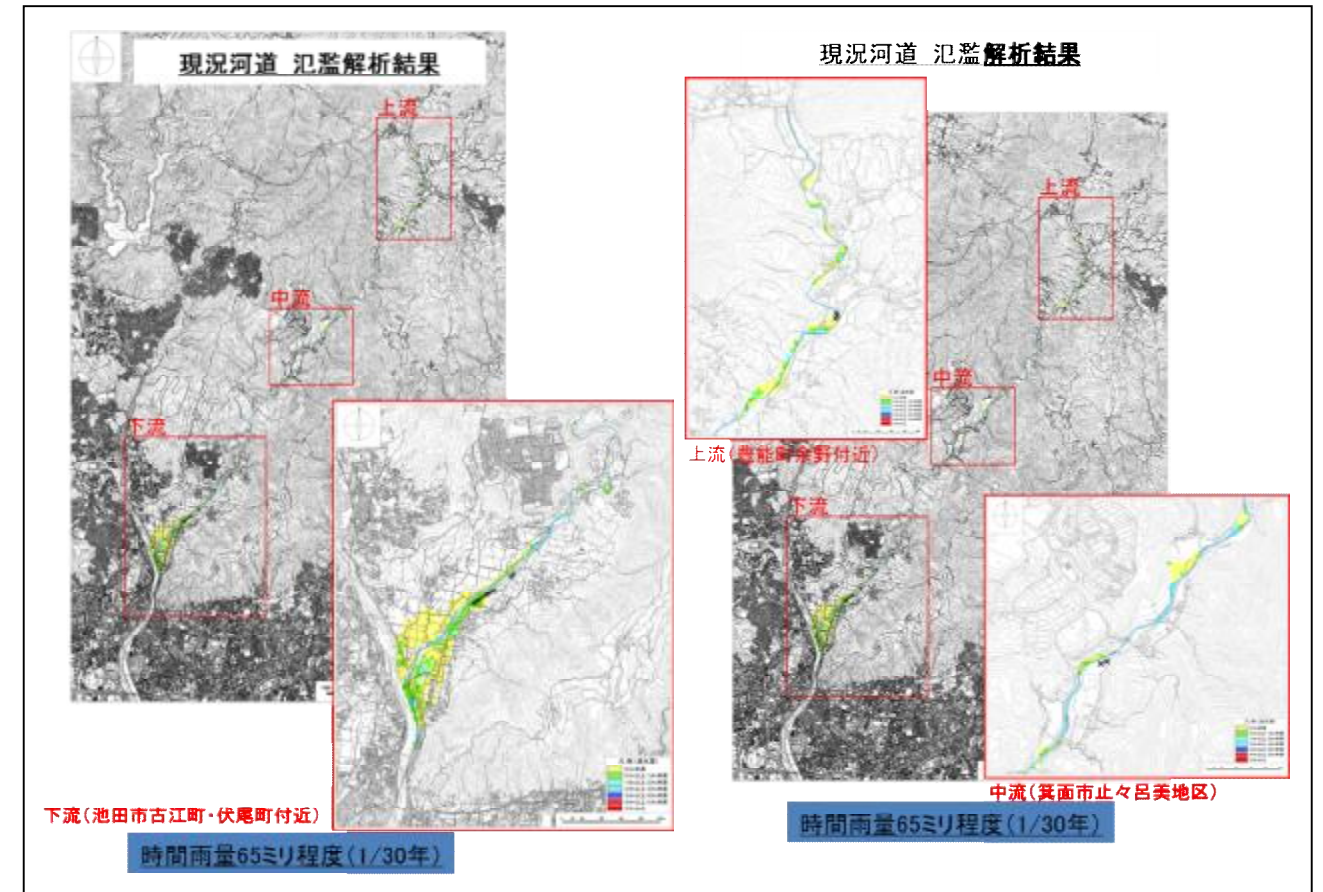 現況河道 氾濫解析結果
上流
中流
下流
下流(池田市古江町・伏尾町付近)
時間雨量65ミリ程度(1/30年)
現況河道 氾濫解析結果
上流
上流(豊能町余野付近)
中流
下流
中流(箕面市止々呂美地区)
時間雨量65ミリ程度(1/30年)